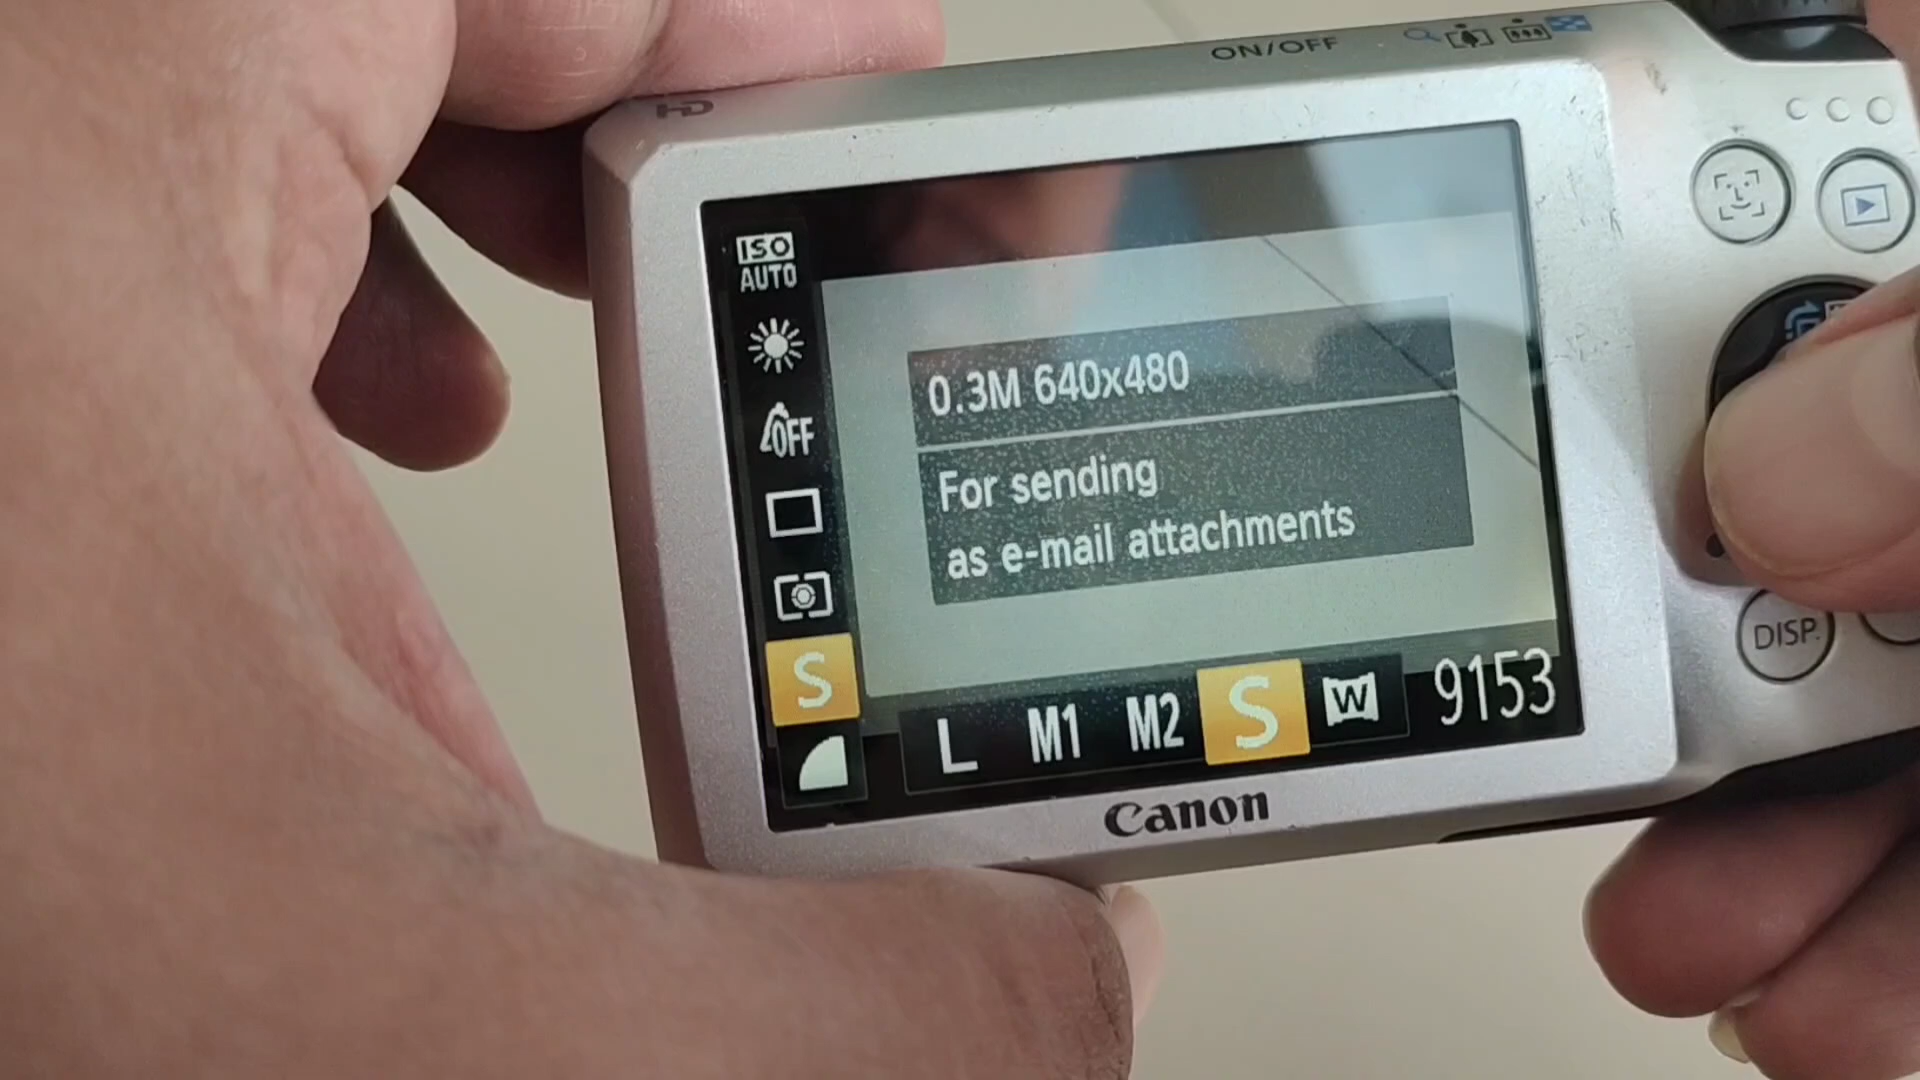 HD
ON/OFF
ISO
AUTO
OFF
0.3M 640x480
For sending
as e-mail attachments
S
L M1 M2 S W 9153
DISP.
Canon